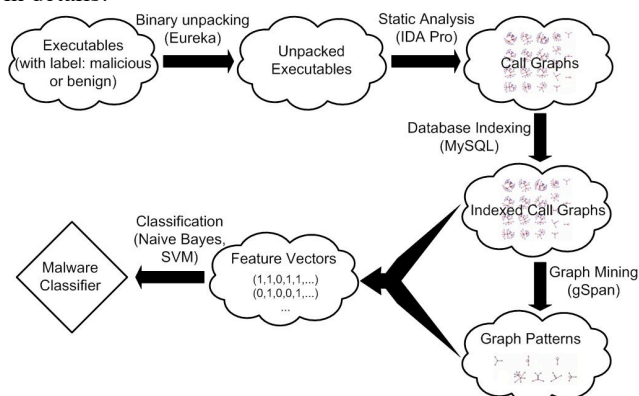 in details.
Binary unpacking
(Eureka)
Static Analysis
(IDA Pro)
Executables
(with label: malicious
or benign)
Unpacked
Executables
Call Graphs
Database Indexing
(MySQL)
Indexed Call Graphs
Classification
(Naive Bayes,
SVM)
Feature Vectors
(1,1,0,1,1,...)
(0,1,0,0,1,...)
...
Malware
Classifier
Graph Mining
(gSpan)
Graph Patterns